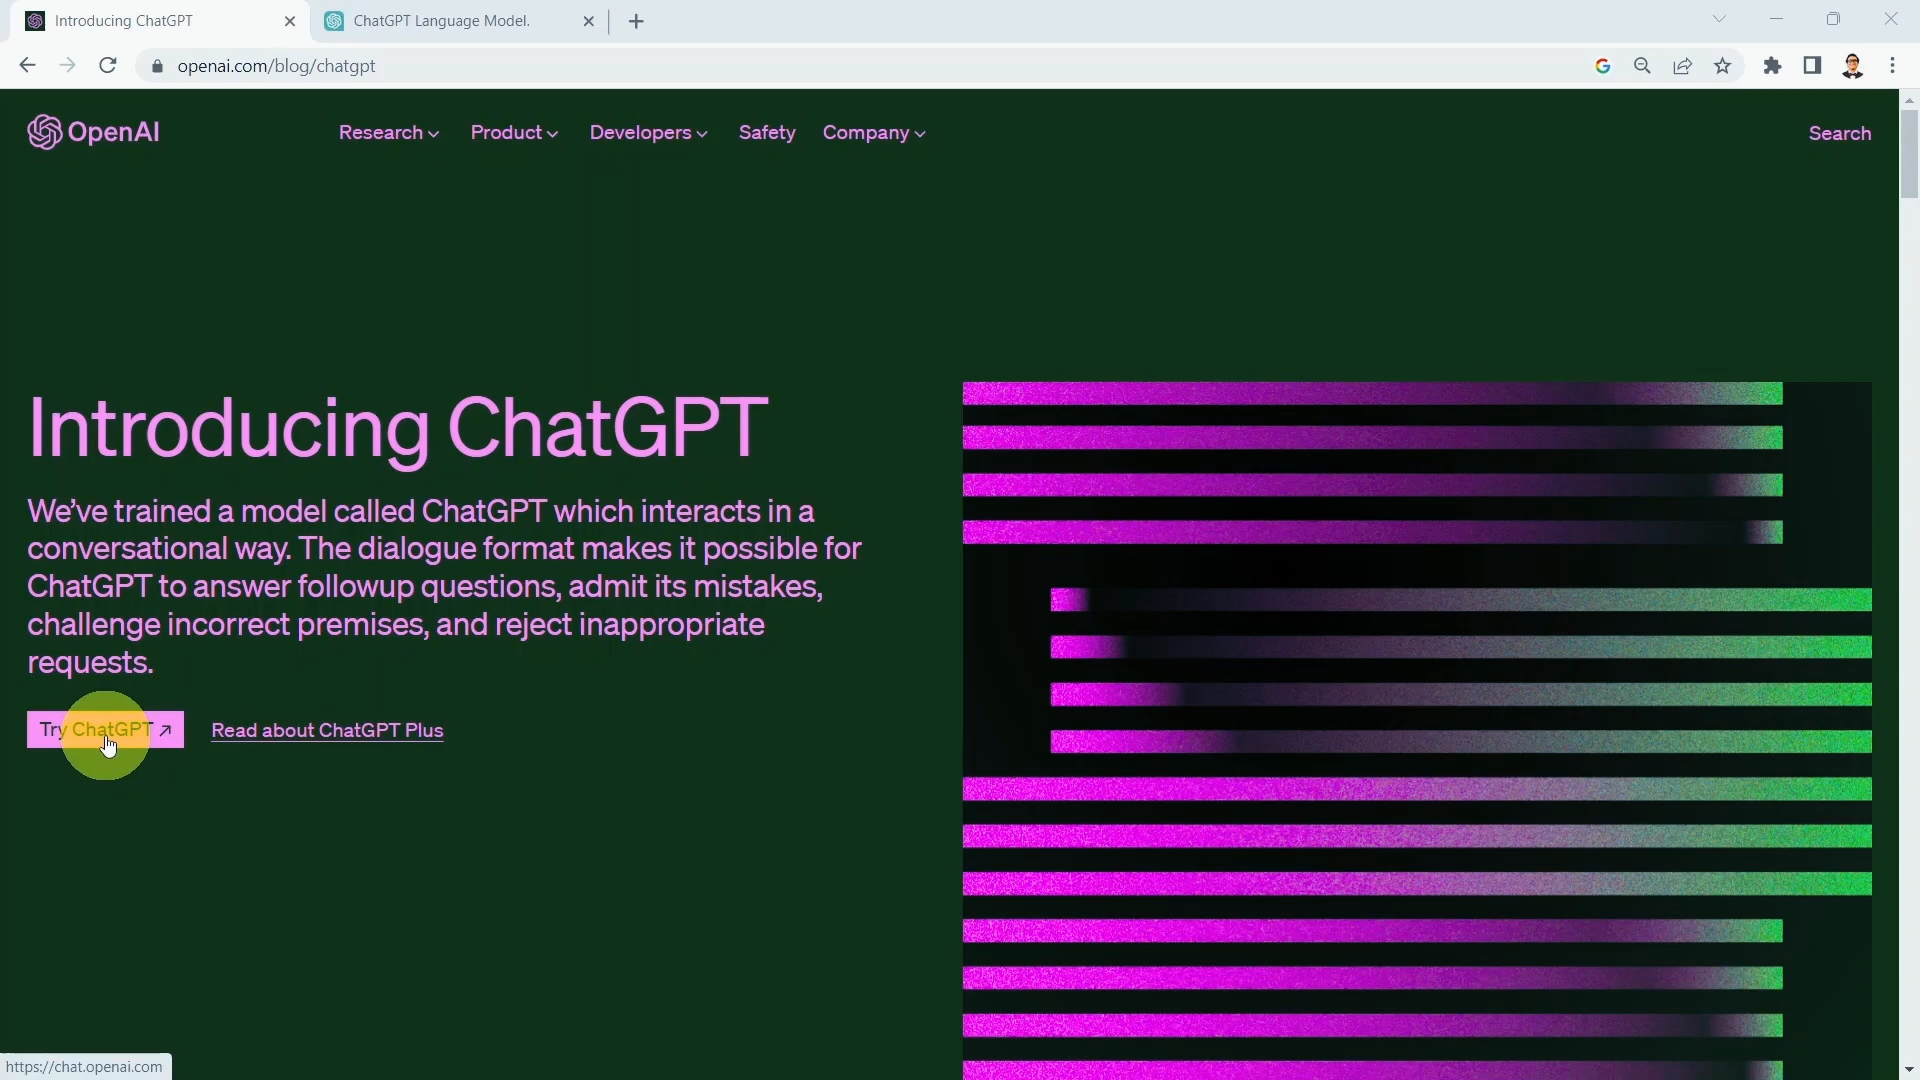 Introducing ChatGPT
ChatGPT Language Model.
openai.com/blog/chatgpt
OpenAI
Research
Product
Developers
Safety
Company
Search
Introducing ChatGPT
We've trained a model called ChatGPT which interacts in a
conversational way. The dialogue format makes it possible for
ChatGPT to answer followup questions, admit its mistakes,
challenge incorrect premises, and reject inappropriate
requests.
Try ChatGPT ↗
Read about ChatGPT Plus
https://chat.openai.com